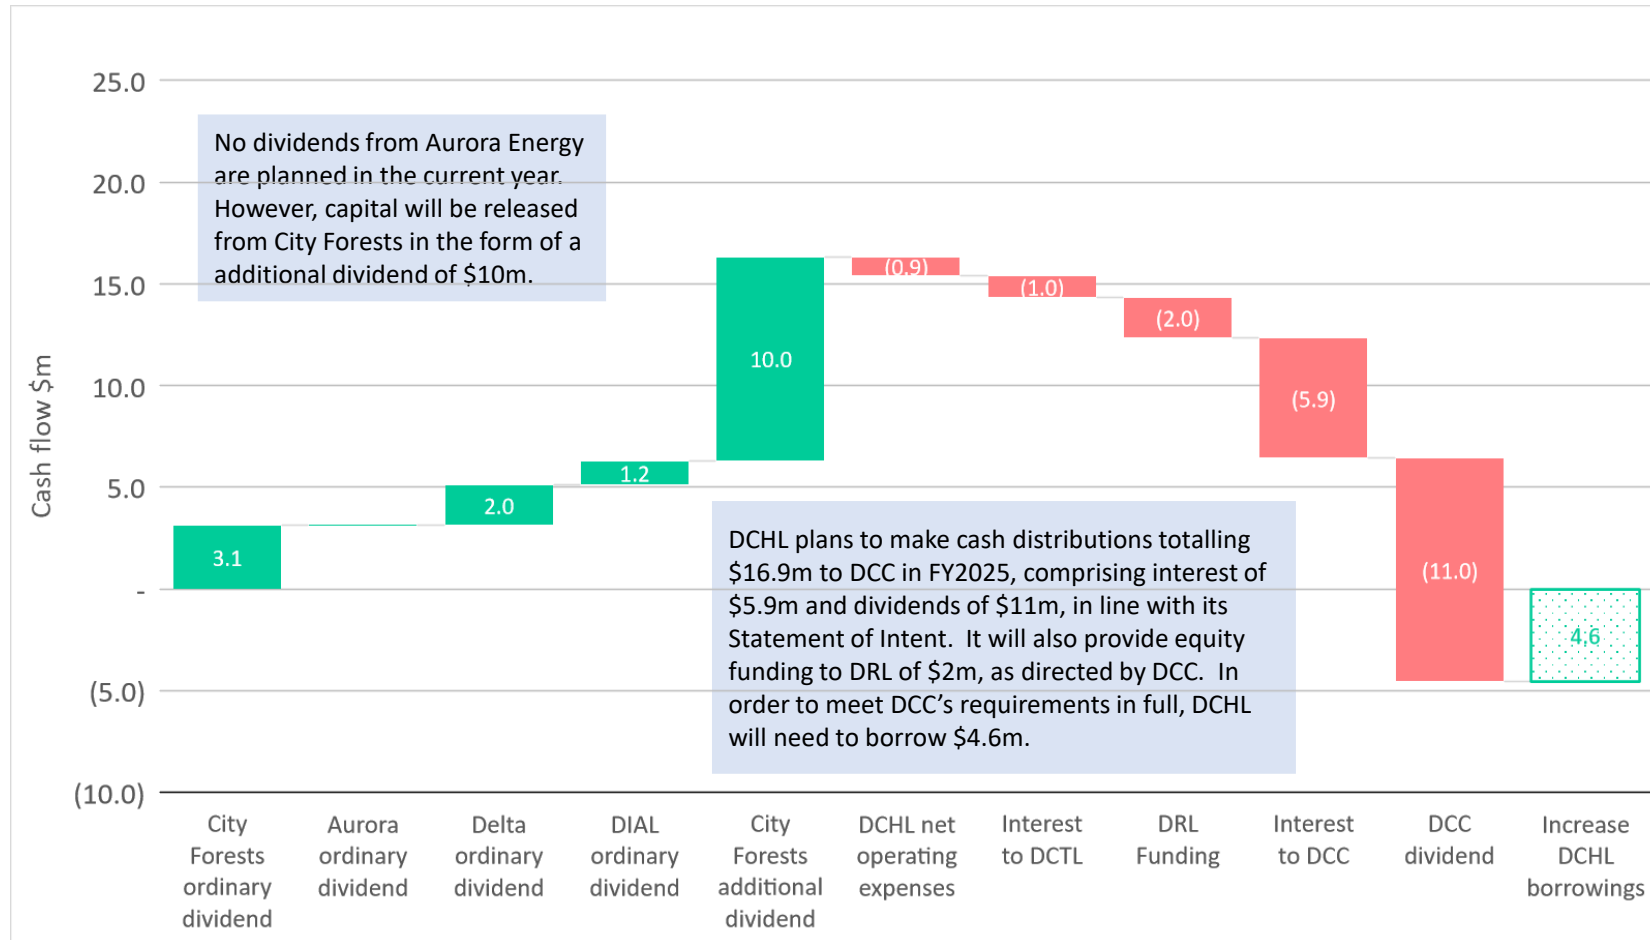 25.0
20.0
15.0
10.0
5.0
-
(5.0)
(10.0)
Cash flow $m
No dividends from Aurora Energy
are planned in the current year.
However, capital will be released
from City Forests in the form of a
additional dividend of $10m.
3.1
2.0
1.2
10.0
(0.9)
(1.0)
(2.0)
(5.9)
(11.0)
4.6
DCHL plans to make cash distributions totalling
$16.9m to DCC in FY2025, comprising interest of
$5.9m and dividends of $11m, in line with its
Statement of Intent.  It will also provide equity
funding to DRL of $2m, as directed by DCC.  In
order to meet DCC’s requirements in full, DCHL
will need to borrow $4.6m.
City
Forests
ordinary
dividend
Aurora
ordinary
dividend
Delta
ordinary
dividend
DIAL
ordinary
dividend
City
Forests
additional
dividend
DCHL net
operating
expenses
Interest
to DCTL
DRL
Funding
Interest
to DCC
DCC
dividend
Increase
DCHL
borrowings